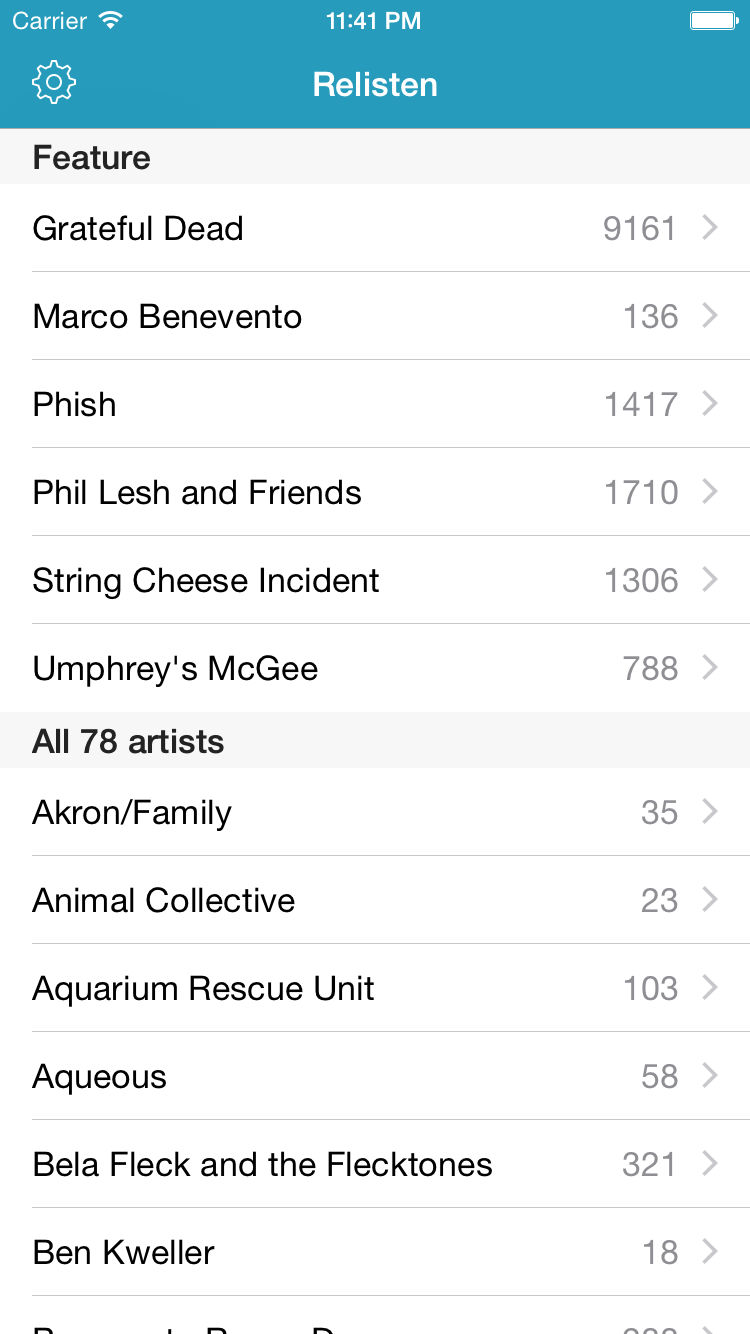 Carrier 11:41 PM
Relisten
Feature
Grateful Dead 9161
Marco Benevento 136
Phish 1417
Phil Lesh and Friends 1710
String Cheese Incident 1306
Umphrey's McGee 788
All 78 artists
Akron/Family 35
Animal Collective 23
Aquarium Rescue Unit 103
Aqueous 58
Bela Fleck and the Flecktones 321
Ben Kweller 18